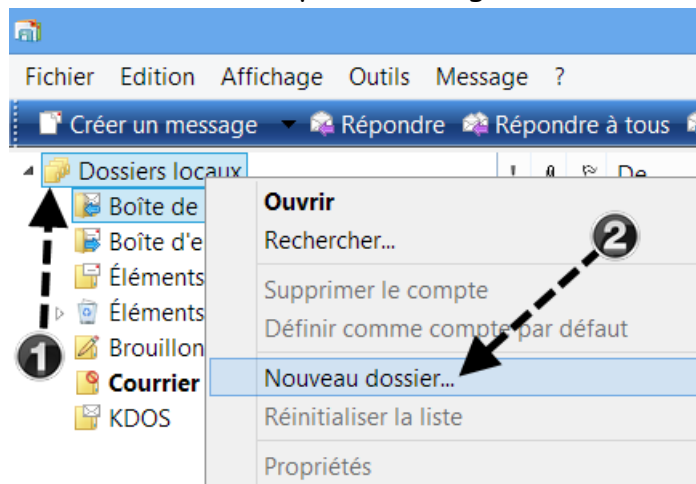 Fichier Edition Affichage Outils Message ?
Créer un message Répondre Répondre à tous
Dossiers locaux ! De
Boîte de
Boîte d'e
Éléments
Éléments
Brouillon
Courrier
KDOS
Ouvrir
Rechercher...
Supprimer le compte
Définir comme compte par défaut
Nouveau dossier...
Réinitialiser la liste
Propriétés
1
2